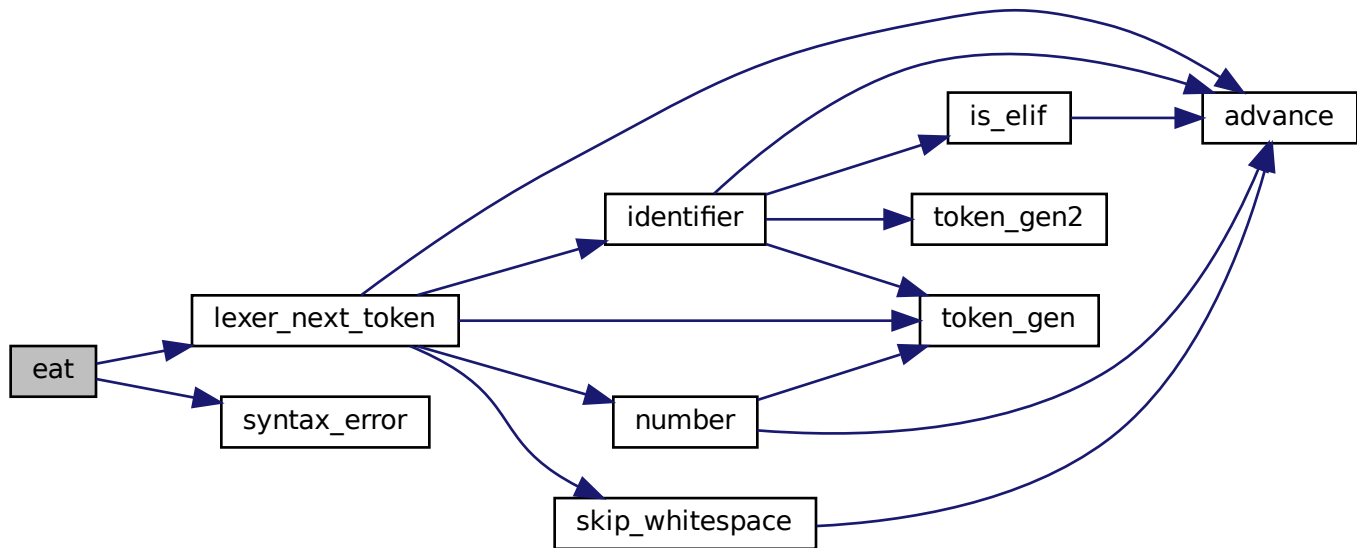 eat
lexer_next_token
syntax_error
identifier
number
skip_whitespace
is_elif
token_gen2
token_gen
advance